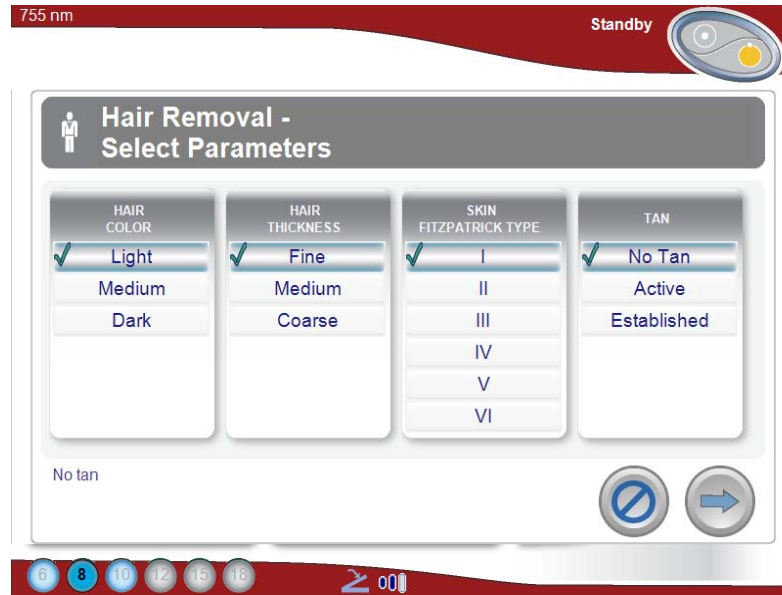 755 nm
Standby
Hair Removal -
Select Parameters
HAIR
COLOR
Light
Medium
Dark
HAIR
THICKNESS
Fine
Medium
Coarse
SKIN
FITZPATRICK TYPE
I
II
III
IV
V
VI
TAN
No Tan
Active
Established
No tan
6 8 10 12 15 18